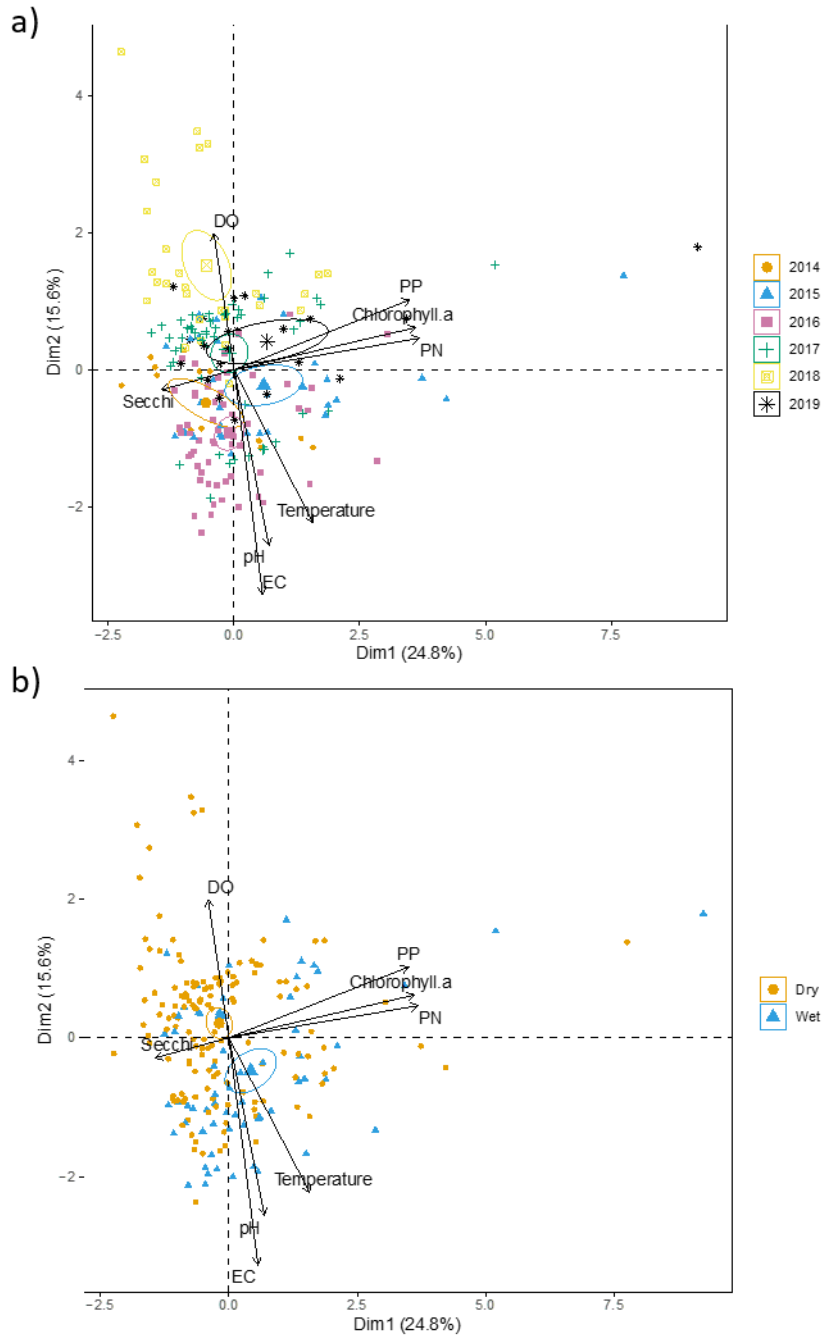 a)
4
2
0
−2
Dim2 (15.6%)
DO
PP
Chlorophyll.a
PN
Secchi
Temperature
pH
EC
−2.5 0.0 2.5 5.0 7.5
Dim1 (24.8%)
2014
2015
2016
2017
2018
2019
b)
4
2
0
−2
Dim2 (15.6%)
DO
PP
Chlorophyll.a
PN
Secchi
Temperature
pH
EC
−2.5 0.0 2.5 5.0 7.5
Dim1 (24.8%)
Dry
Wet